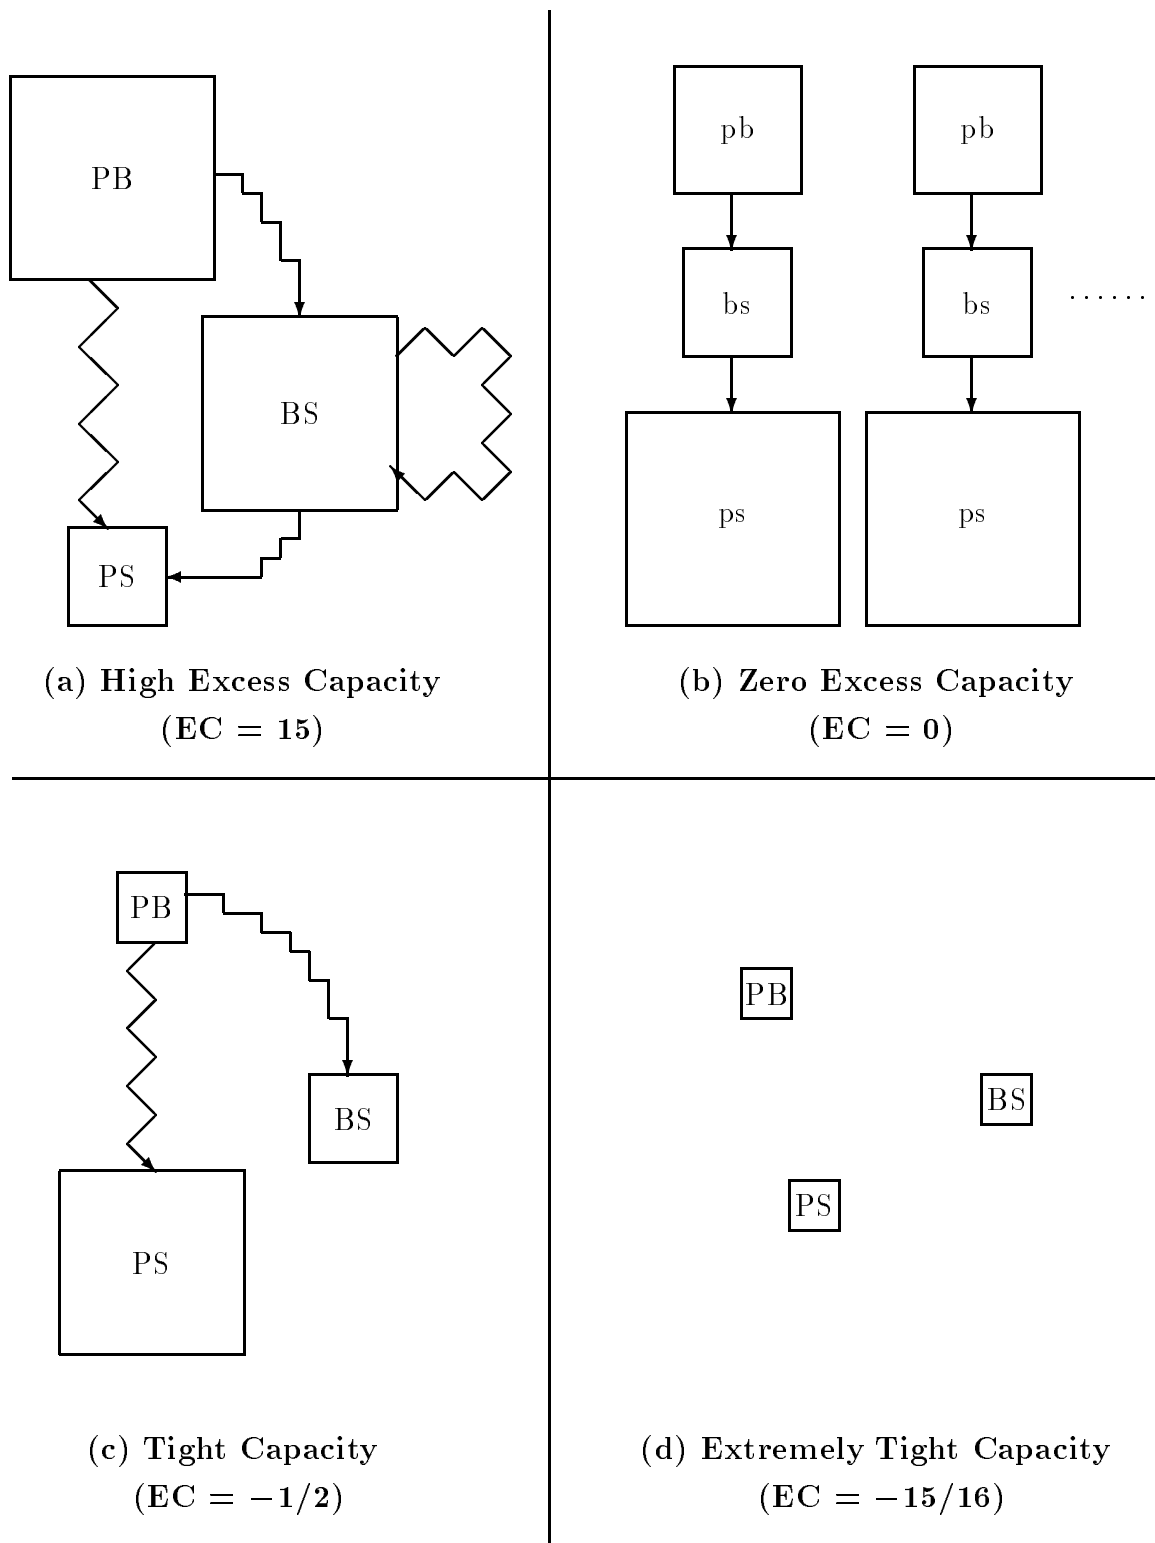 PB
BS
PS
(a) High Excess Capacity
(EC = 15)
pb
pb
bs
bs
......
ps
ps
(b) Zero Excess Capacity
(EC = 0)
PB
BS
PS
(c) Tight Capacity
(EC = −1/2)
PB
BS
PS
(d) Extremely Tight Capacity
(EC = −15/16)